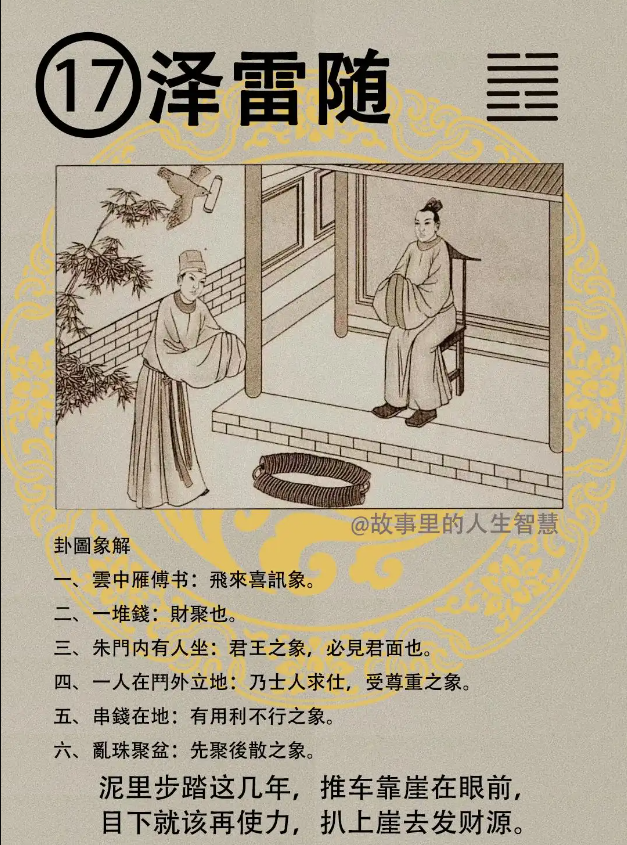 17 泽雷随
@故事里的人生智慧
卦圖象解
一、雲中雁傅书：飛來喜訊象。
二、一堆錢：財聚也。
三、朱門内有人坐：君王之象，必見君面也。
四、一人在鬥外立地：乃士人求仕，受尊重之象。
五、串錢在地：有用利不行之象。
六、亂珠聚盆：先聚後散之象。
泥里步踏这几年，推车靠崖在眼前，
目下就该再使力，扒上崖去发财源。